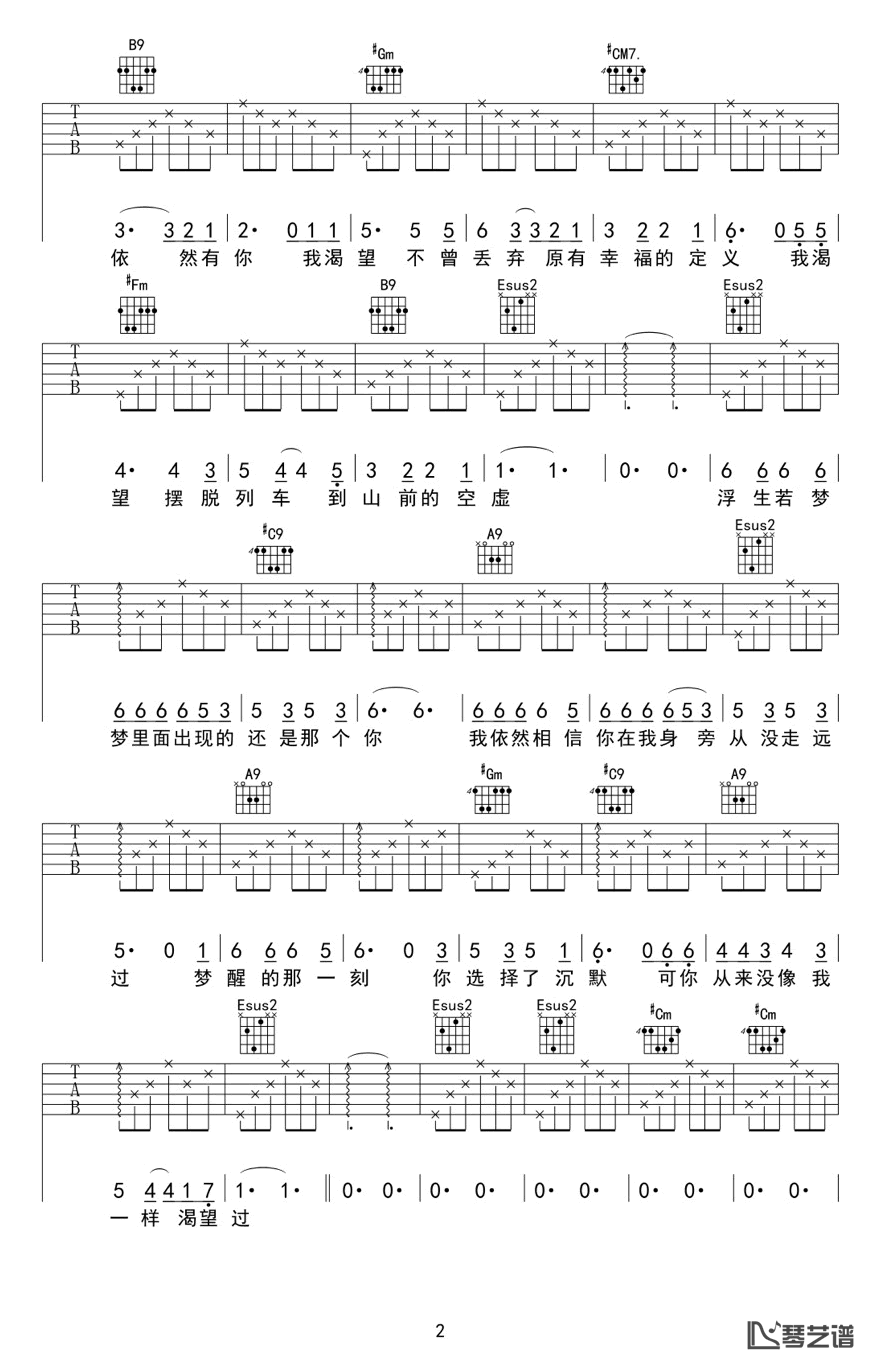 B9 #Gm #CM7.
4 4
T A B
3· 3 2 1 | 2· 0 1 1 | 5· 5 5 | 6 3 3 2 1 | 3 2 2 1 | 6· 0 5 5
依 然有 你 我渴 望 不 曾 丢 弃 原 有 幸 福的 定 义 我渴
#Fm B9 Esus2 Esus2
T A B
4· 4 3 | 5 4 4 5 | 3 2 2 1 | 1· 1· | 0· 0· | 6 6 6 6
望 摆 脱 列 车 到 山 前的 空 虚 浮 生若 梦
#C9 A9 Esus2
4
T A B
6 6 6 6 5 3 | 5 3 5 3 | 6· 6· | 6 6 6 6 5 | 6 6 6 6 5 3 | 5 3 5 3
梦里面出现的 还 是那 个 你 我依然相 信 你在我身 旁 从 没走 远
A9 #Gm #C9 A9
4 4
T A B
5· 0 1 | 6 6 6 5 | 6· 0 3 | 5 3 5 1 | 6· 0 6 6 | 4 4 3 4 3
过 梦 醒 的那 一 刻 你 选 择了 沉 默 可你 从来没像 我
Esus2 Esus2 Esus2 #Cm #Cm
4 4
T A B
5 4 4 1 7 | 1· 1· || 0· 0· | 0· 0· | 0· 0· | 0· 0· | 0· 0·
一 样 渴望 过
2
琴艺谱